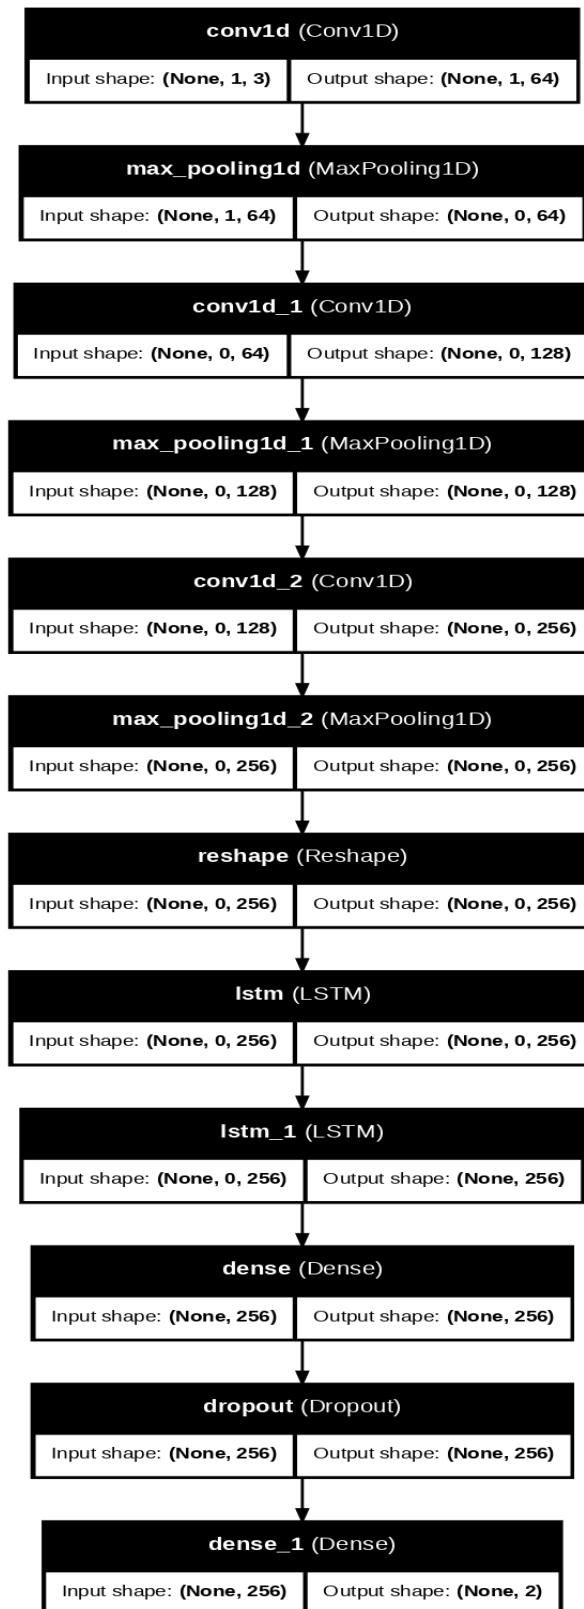 conv1d (Conv1D)
Input shape: (None, 1, 3) Output shape: (None, 1, 64)
max_pooling1d (MaxPooling1D)
Input shape: (None, 1, 64) Output shape: (None, 0, 64)
conv1d_1 (Conv1D)
Input shape: (None, 0, 64) Output shape: (None, 0, 128)
max_pooling1d_1 (MaxPooling1D)
Input shape: (None, 0, 128) Output shape: (None, 0, 128)
conv1d_2 (Conv1D)
Input shape: (None, 0, 128) Output shape: (None, 0, 256)
max_pooling1d_2 (MaxPooling1D)
Input shape: (None, 0, 256) Output shape: (None, 0, 256)
reshape (Reshape)
Input shape: (None, 0, 256) Output shape: (None, 0, 256)
lstm (LSTM)
Input shape: (None, 0, 256) Output shape: (None, 0, 256)
lstm_1 (LSTM)
Input shape: (None, 0, 256) Output shape: (None, 256)
dense (Dense)
Input shape: (None, 256) Output shape: (None, 256)
dropout (Dropout)
Input shape: (None, 256) Output shape: (None, 256)
dense_1 (Dense)
Input shape: (None, 256) Output shape: (None, 2)